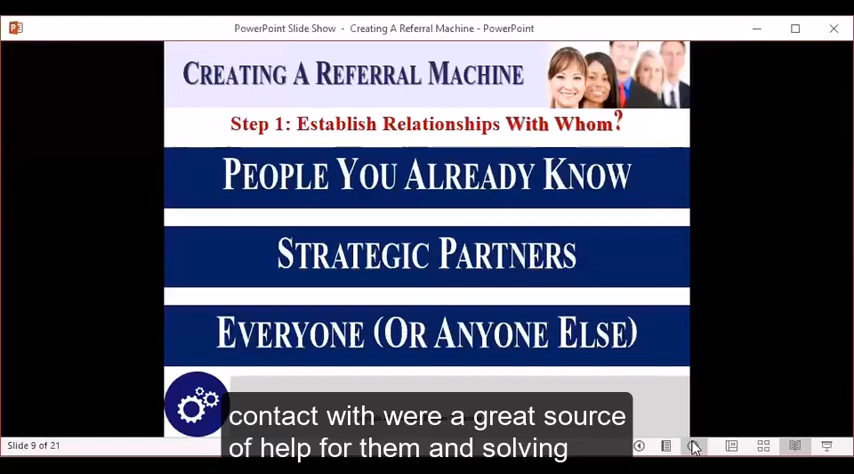 PowerPoint Slide Show - Creating A Referral Machine - PowerPoint
CREATING A REFERRAL MACHINE
Step 1: Establish Relationships With Whom?
PEOPLE YOU ALREADY KNOW
STRATEGIC PARTNERS
EVERYONE (OR ANYONE ELSE)
contact with were a great source
of help for them and solving
Slide 9 of 21